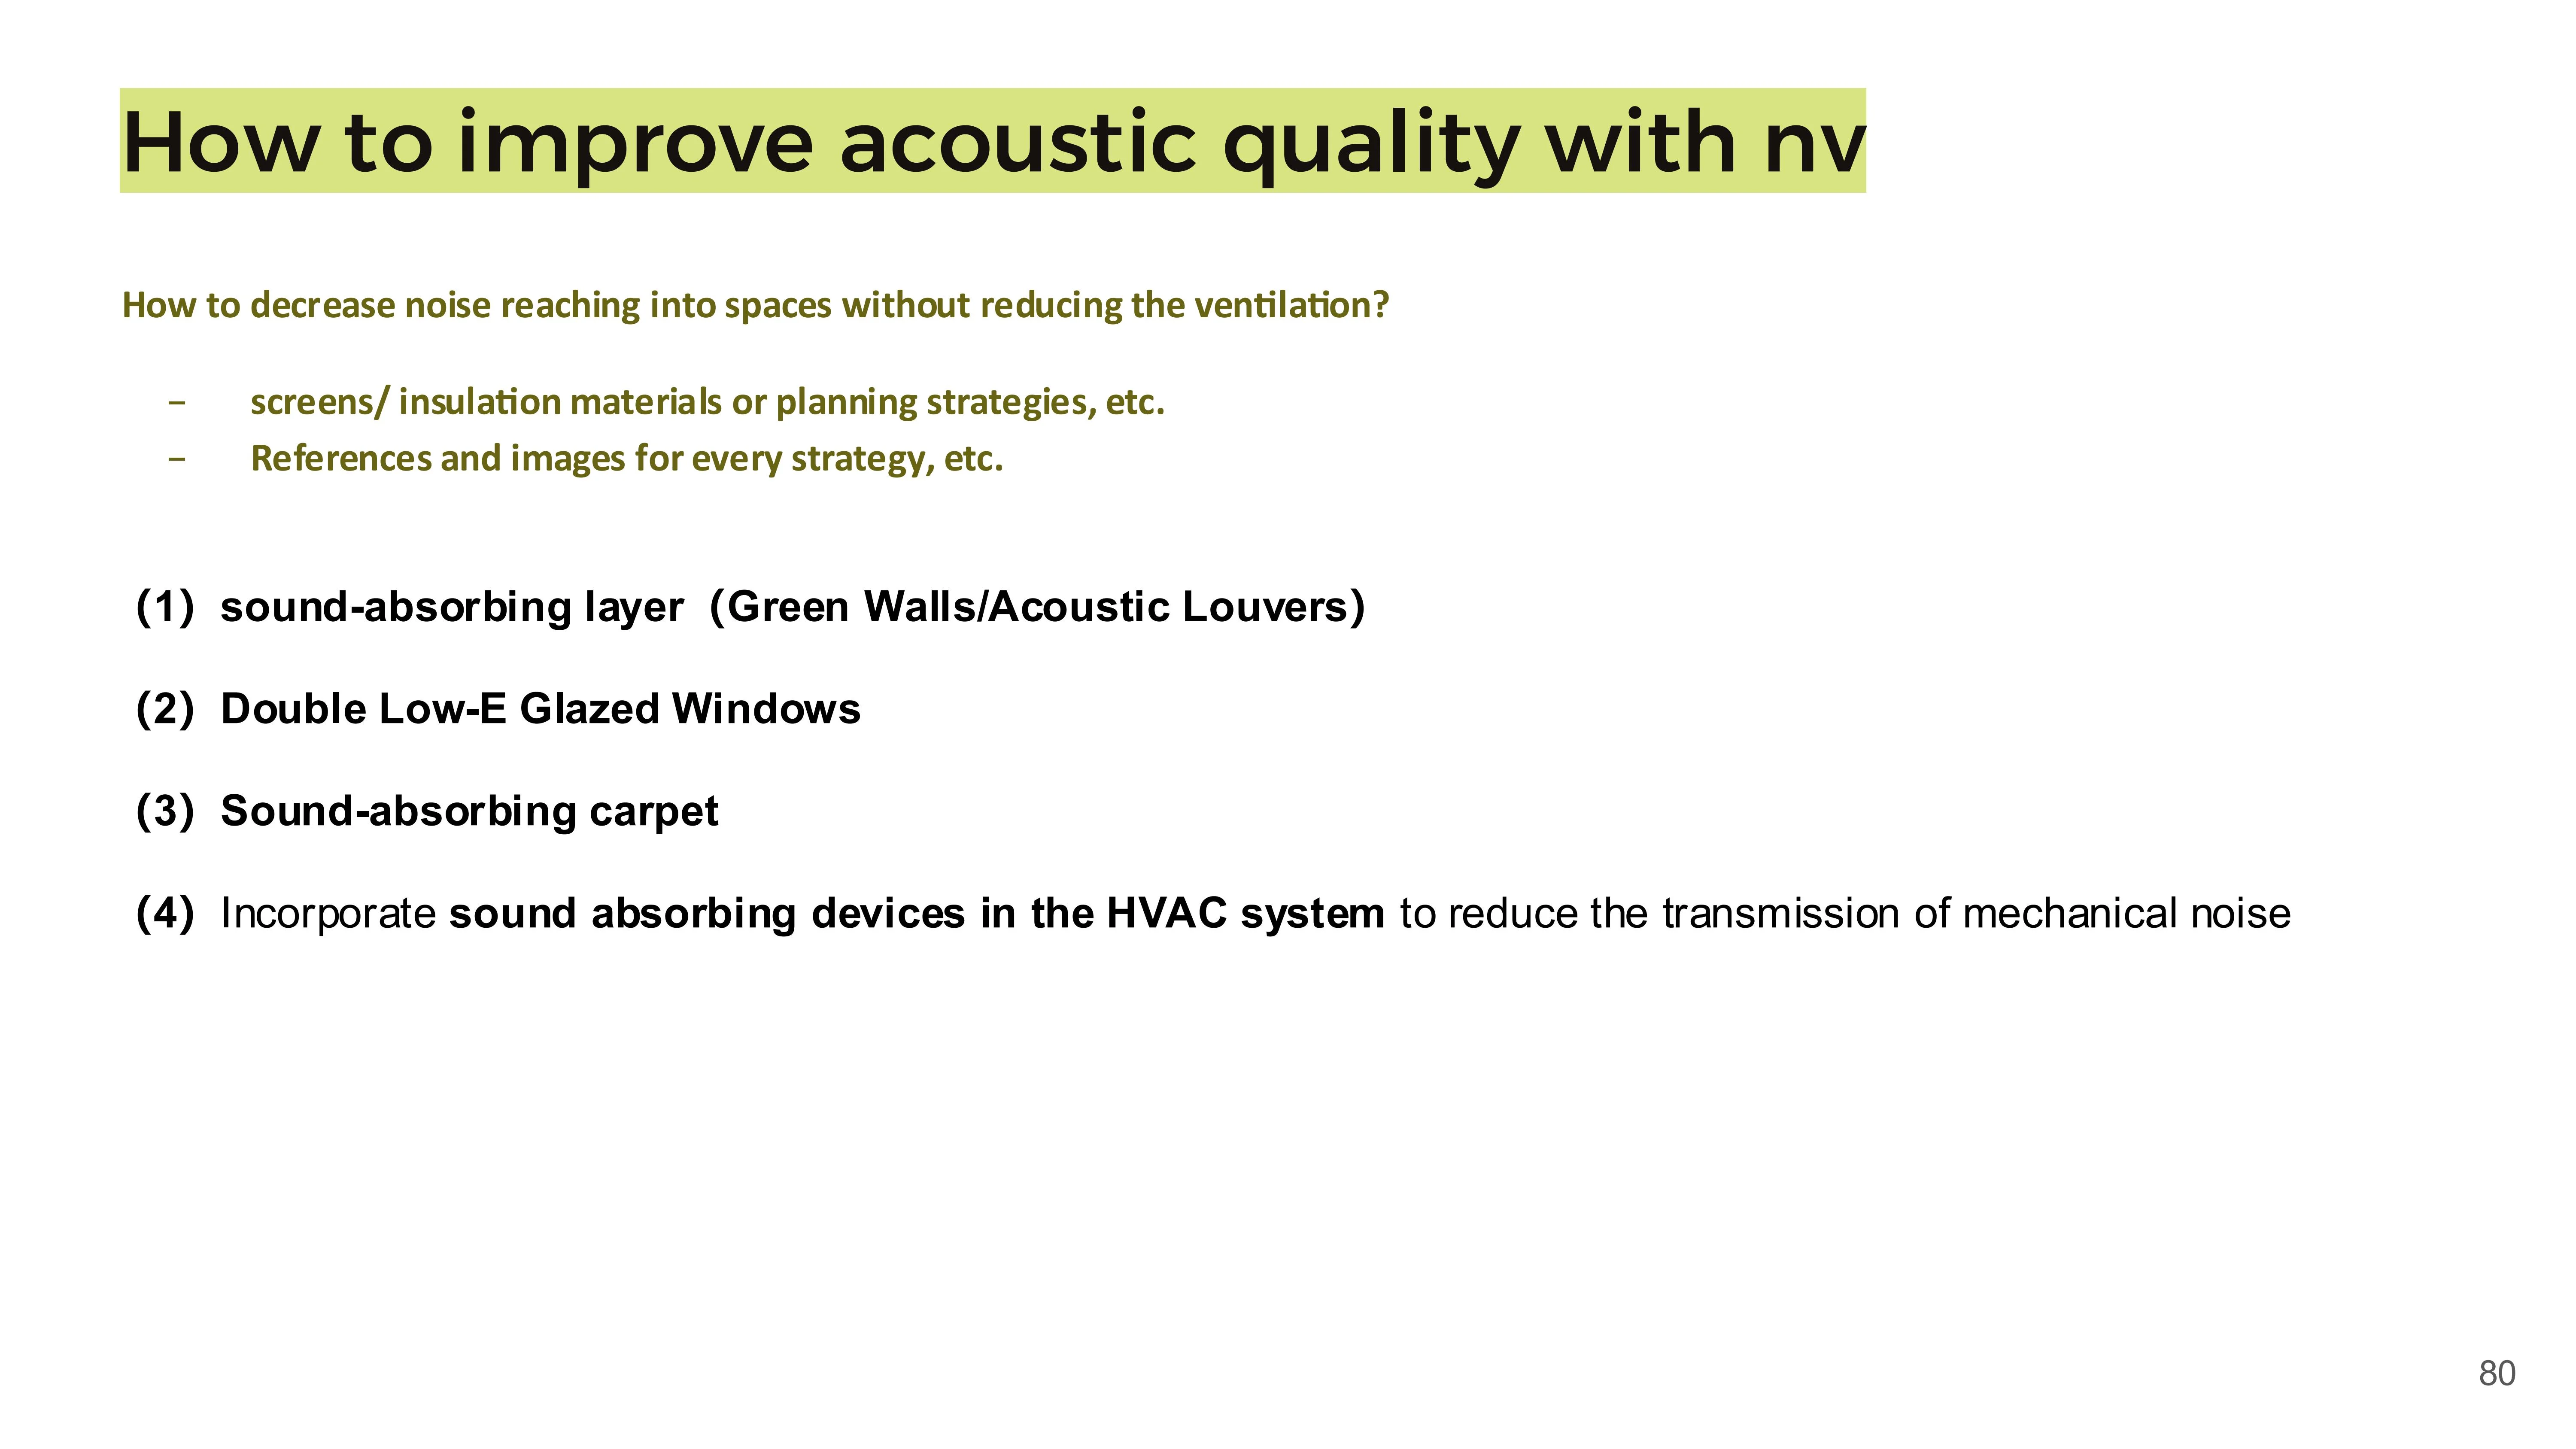 How to improve acoustic quality with nv
How to decrease noise reaching into spaces without reducing the ventilation?
– screens/ insulation materials or planning strategies, etc.
– References and images for every strategy, etc.
(1) sound-absorbing layer (Green Walls/Acoustic Louvers)
(2) Double Low-E Glazed Windows
(3) Sound-absorbing carpet
(4) Incorporate sound absorbing devices in the HVAC system to reduce the transmission of mechanical noise
80